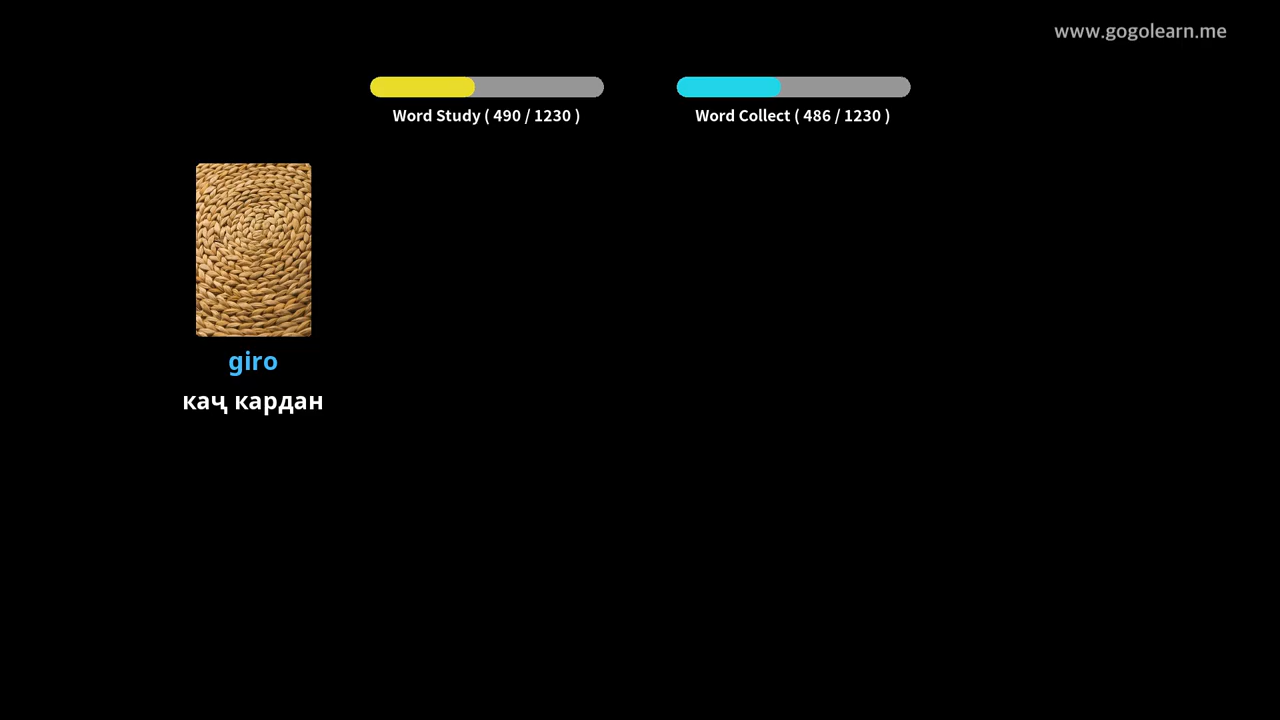 www.gogolearn.me
Word Study ( 490 / 1230 )
Word Collect ( 486 / 1230 )
giro
каҷ кардан